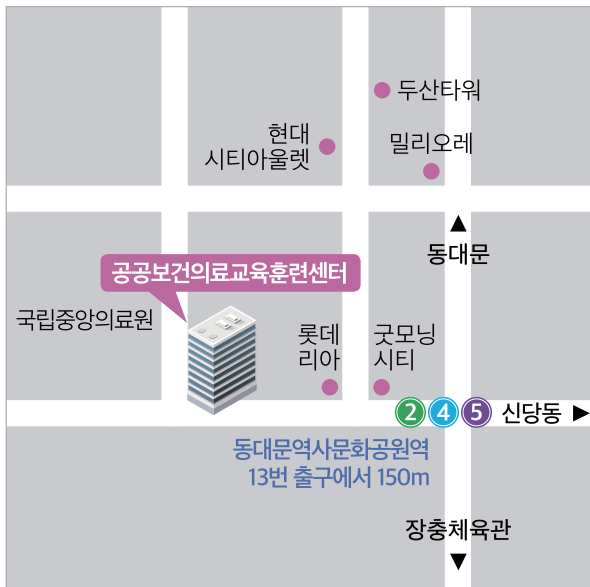 두산타워
현대
시티아울렛
밀리오레
동대문
공공보건의료교육훈련센터
국립중앙의료원
롯데
리아
굿모닝
시티
2 4 5 신당동 ▶
동대문역사문화공원역
13번 출구에서 150m
장충체육관